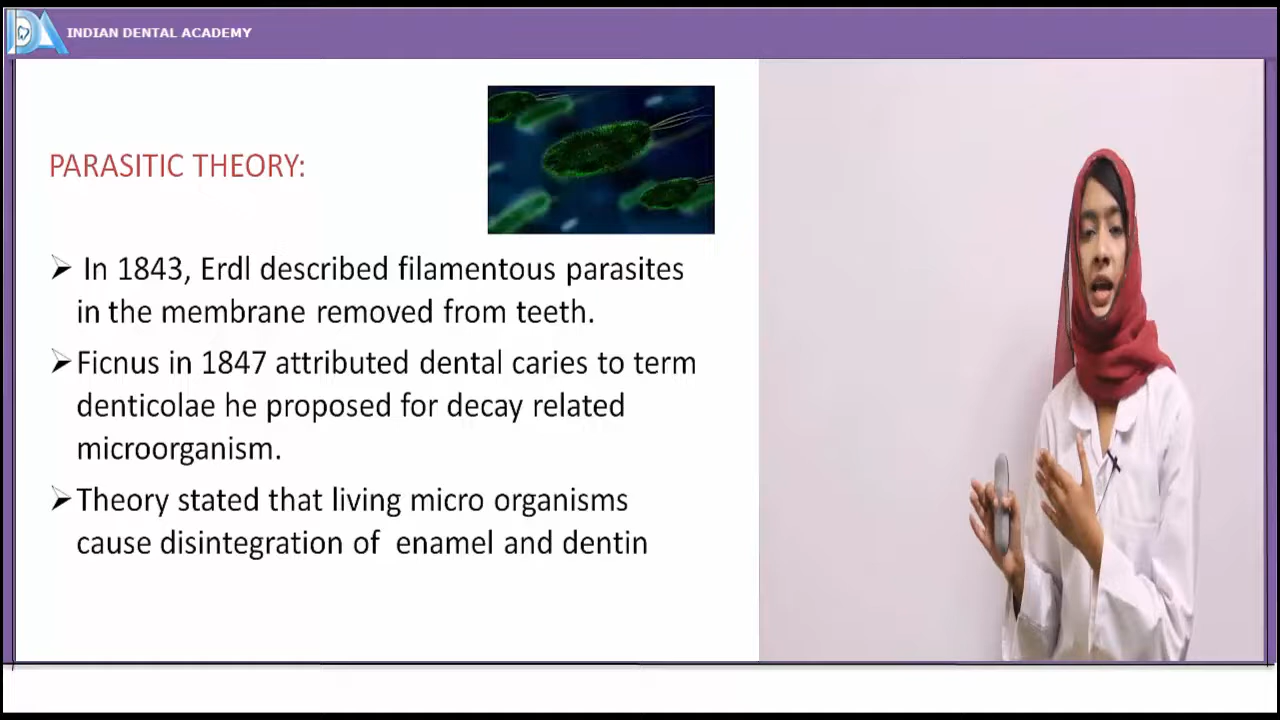 INDIAN DENTAL ACADEMY
PARASITIC THEORY:
➢ In 1843, Erdl described filamentous parasites
in the membrane removed from teeth.
➢ Ficnus in 1847 attributed dental caries to term
denticolae he proposed for decay related
microorganism.
➢ Theory stated that living micro organisms
cause disintegration of enamel and dentin